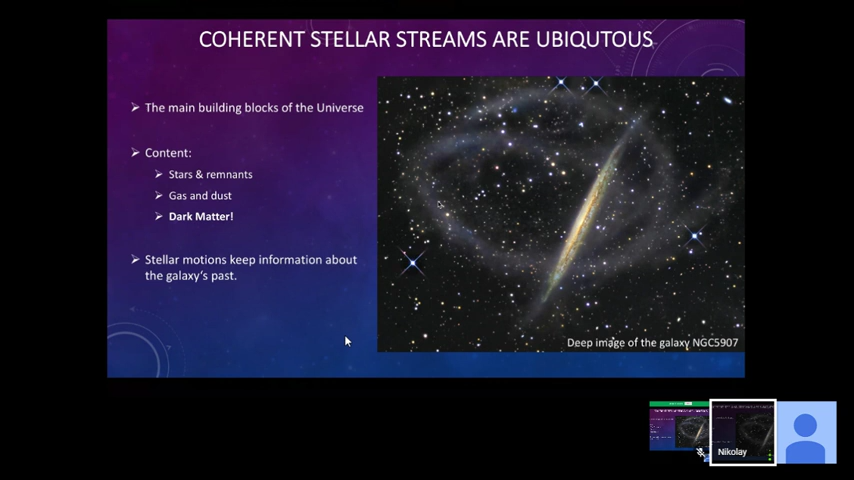 COHERENT STELLAR STREAMS ARE UBIQUTOUS
The main building blocks of the Universe
Content:
Stars & remnants
Gas and dust
Dark Matter!
Stellar motions keep information about
the galaxy's past.
Deep image of the galaxy NGC5907
Nikolay